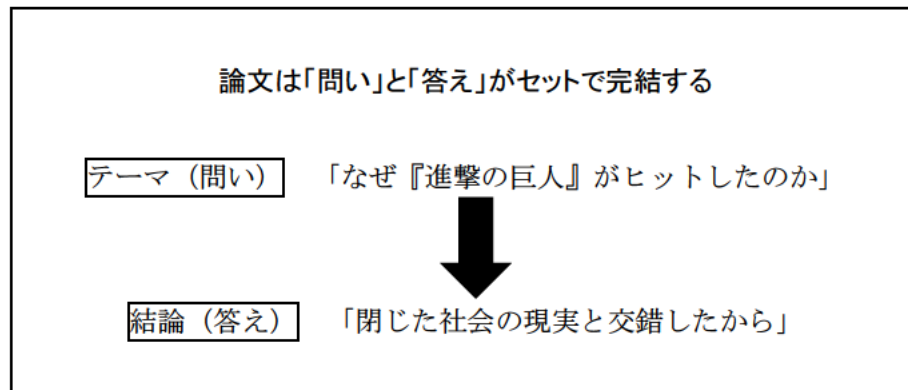 論文は「問い」と「答え」がセットで完結する
テーマ（問い） 「なぜ『進撃の巨人』がヒットしたのか」
結論（答え） 「閉じた社会の現実と交錯したから」